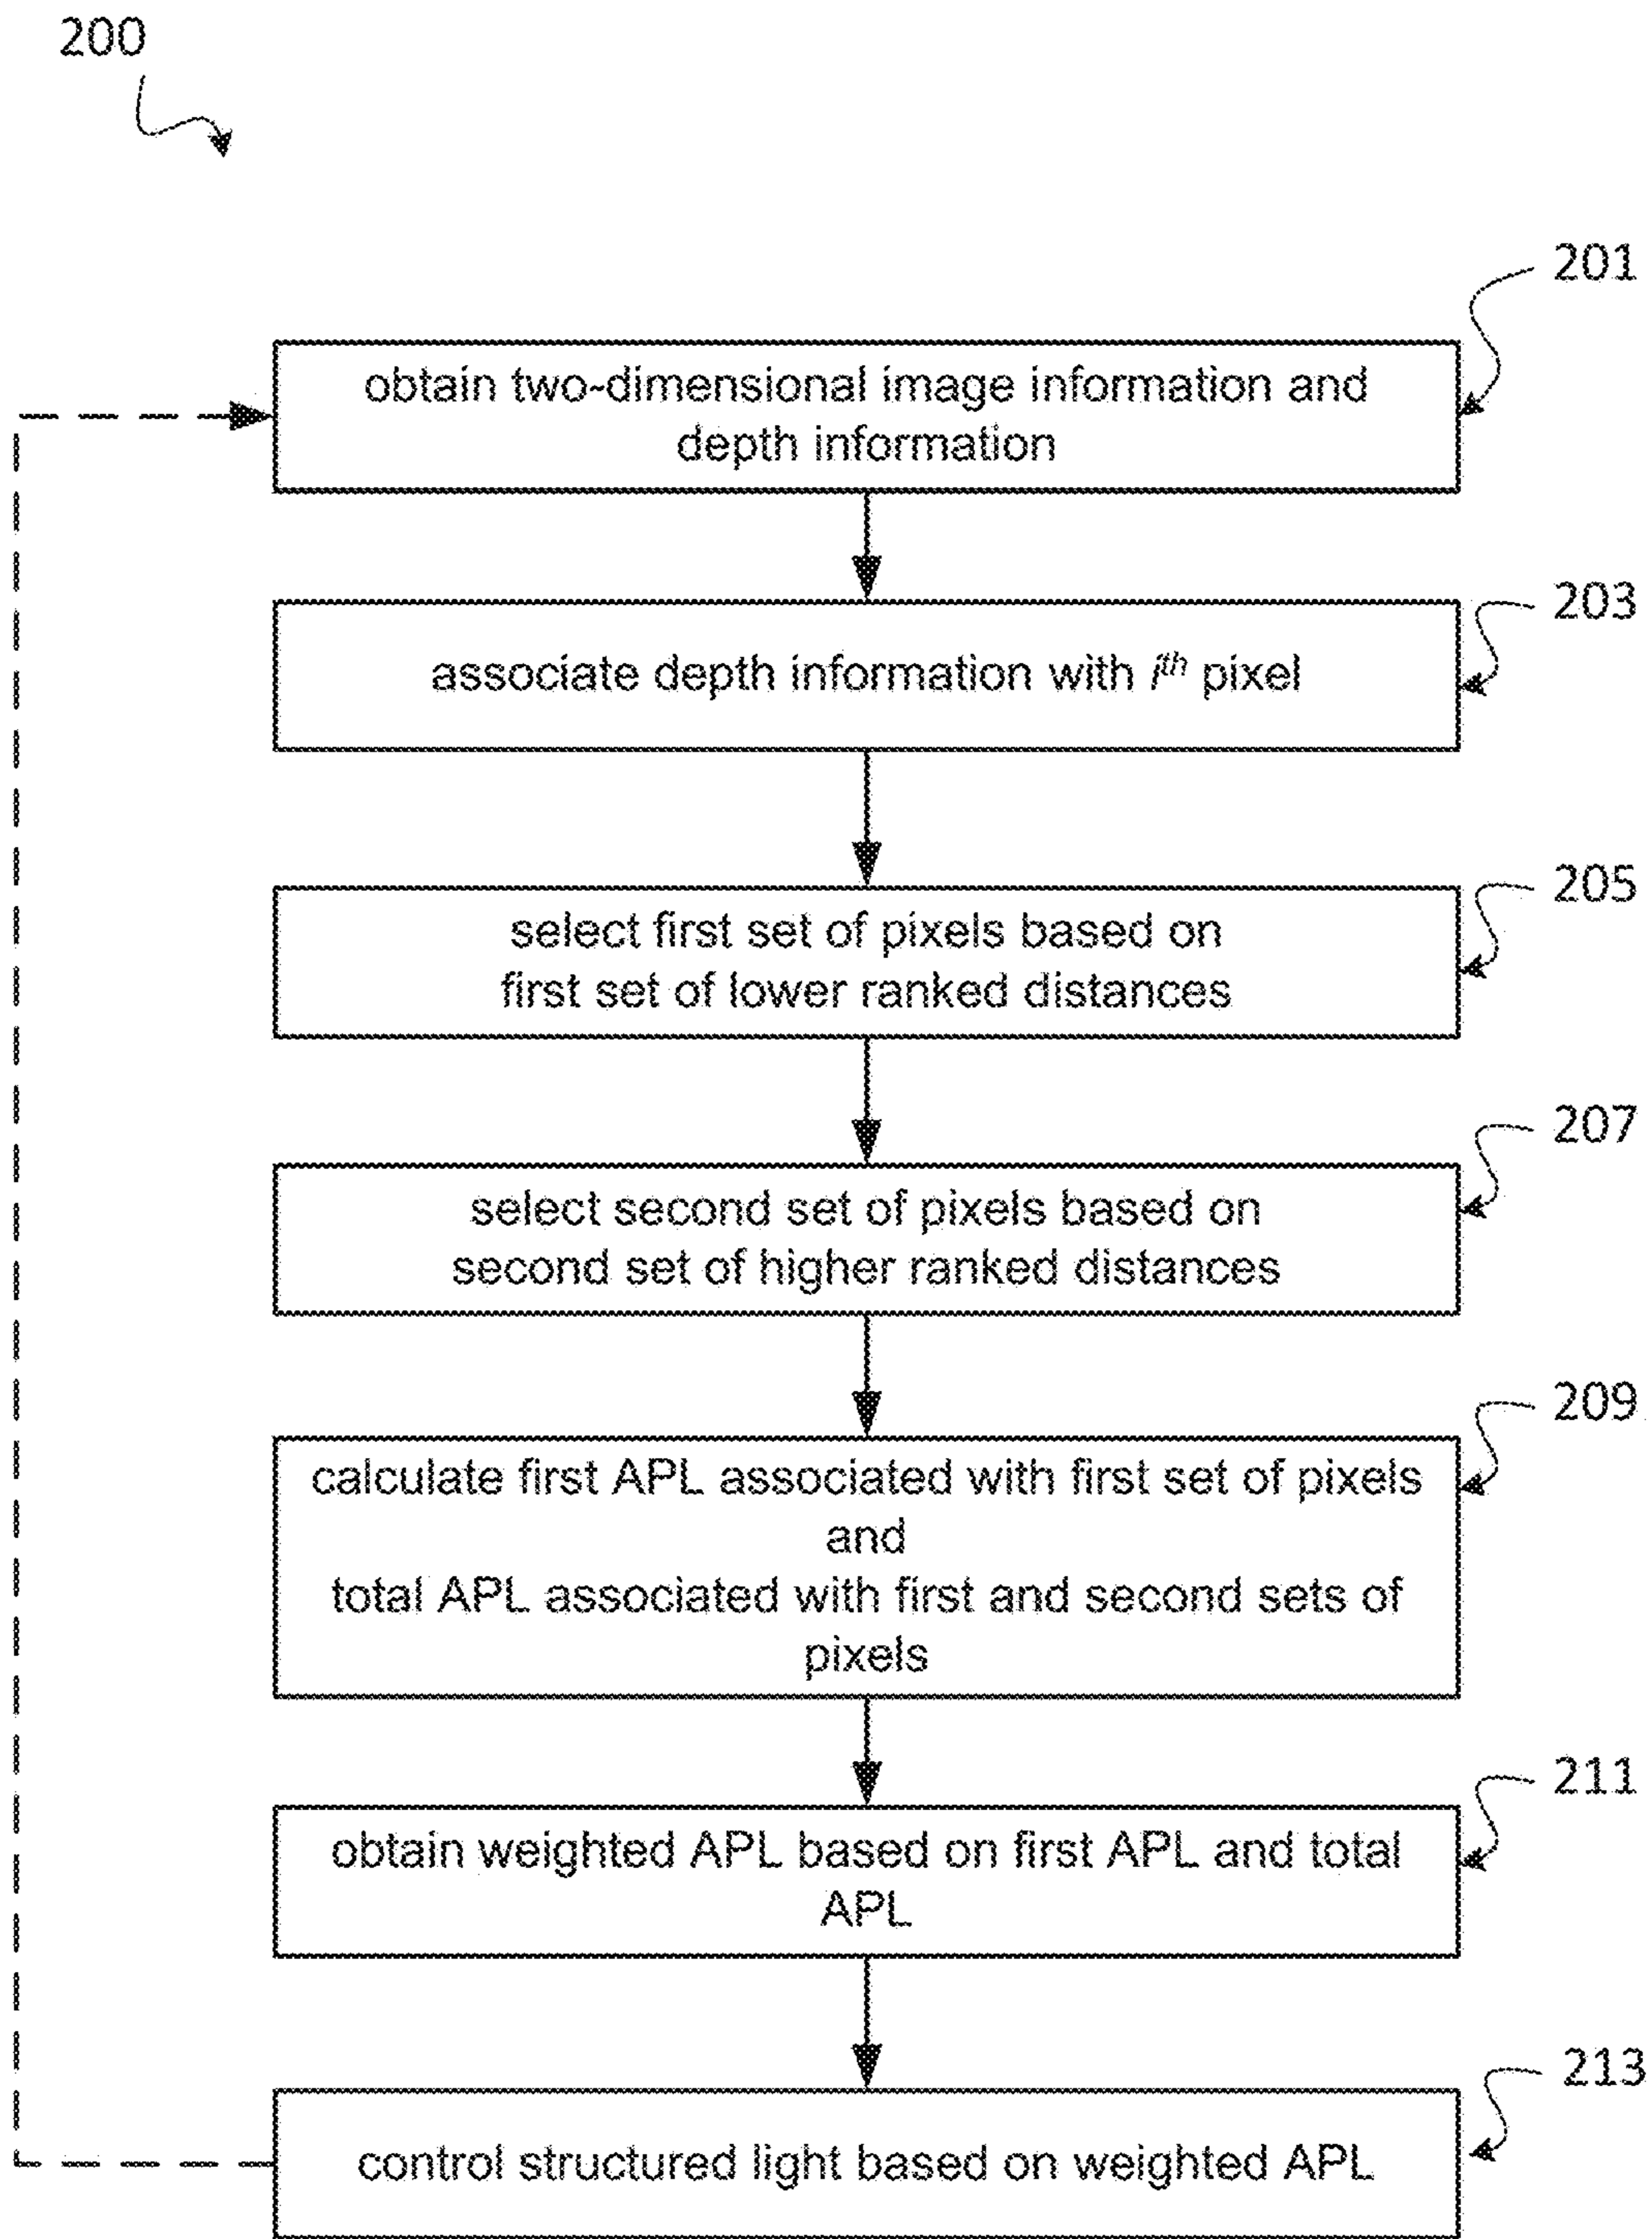 200
201
obtain two-dimensional image information and
depth information
203
associate depth information with iᵗʰ pixel
205
select first set of pixels based on
first set of lower ranked distances
207
select second set of pixels based on
second set of higher ranked distances
209
calculate first APL associated with first set of pixels
and
total APL associated with first and second sets of
pixels
211
obtain weighted APL based on first APL and total
APL
213
control structured light based on weighted APL